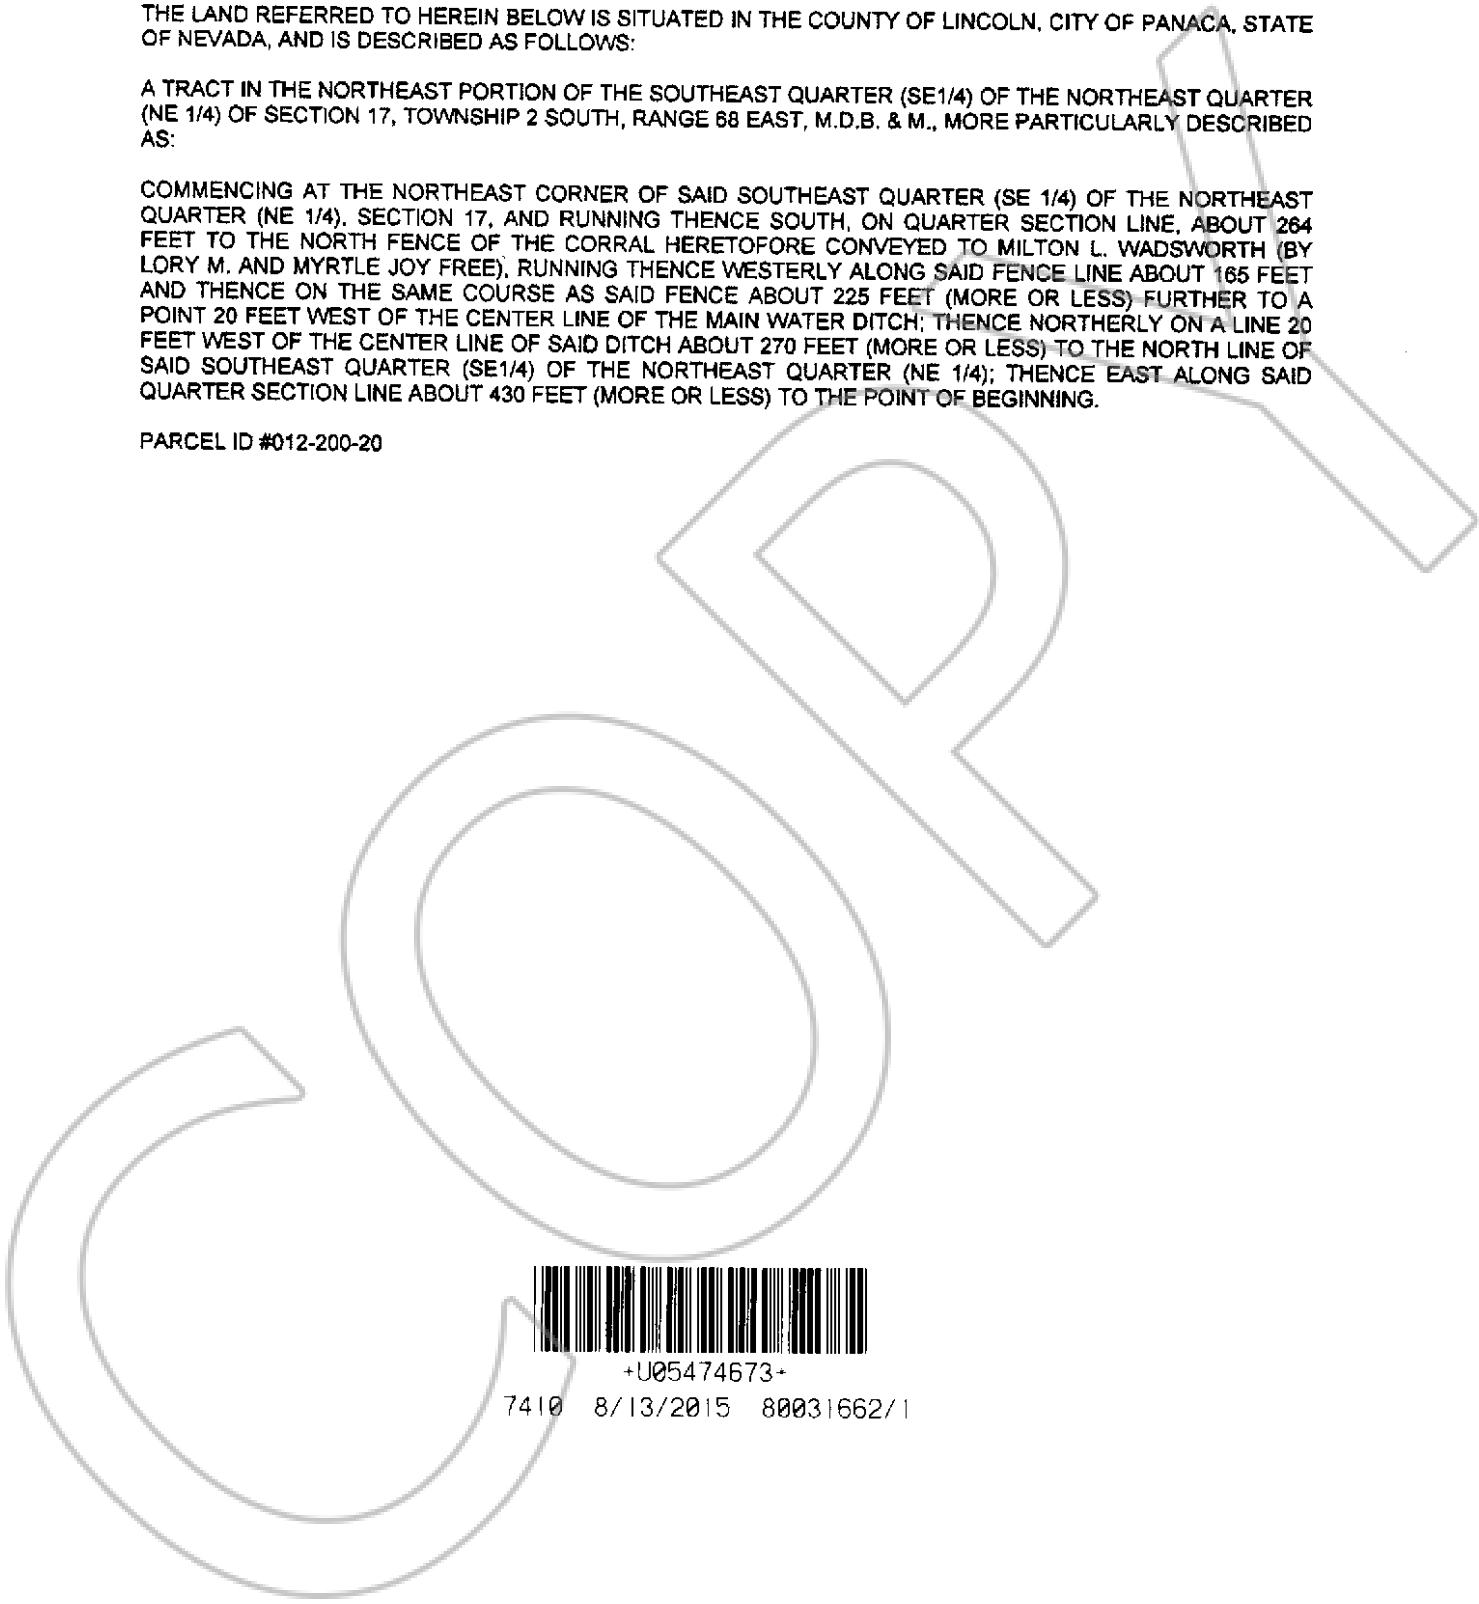 THE LAND REFERRED TO HEREIN BELOW IS SITUATED IN THE COUNTY OF LINCOLN, CITY OF PANACA, STATE
OF NEVADA, AND IS DESCRIBED AS FOLLOWS:
A TRACT IN THE NORTHEAST PORTION OF THE SOUTHEAST QUARTER (SE1/4) OF THE NORTHEAST QUARTER
(NE 1/4) OF SECTION 17, TOWNSHIP 2 SOUTH, RANGE 68 EAST, M.D.B. & M., MORE PARTICULARLY DESCRIBED
AS:
COMMENCING AT THE NORTHEAST CORNER OF SAID SOUTHEAST QUARTER (SE 1/4) OF THE NORTHEAST
QUARTER (NE 1/4), SECTION 17, AND RUNNING THENCE SOUTH, ON QUARTER SECTION LINE, ABOUT 264
FEET TO THE NORTH FENCE OF THE CORRAL HERETOFORE CONVEYED TO MILTON L. WADSWORTH (BY
LORY M. AND MYRTLE JOY FREE), RUNNING THENCE WESTERLY ALONG SAID FENCE LINE ABOUT 165 FEET
AND THENCE ON THE SAME COURSE AS SAID FENCE ABOUT 225 FEET (MORE OR LESS) FURTHER TO A
POINT 20 FEET WEST OF THE CENTER LINE OF THE MAIN WATER DITCH; THENCE NORTHERLY ON A LINE 20
FEET WEST OF THE CENTER LINE OF SAID DITCH ABOUT 270 FEET (MORE OR LESS) TO THE NORTH LINE OF
SAID SOUTHEAST QUARTER (SE1/4) OF THE NORTHEAST QUARTER (NE 1/4); THENCE EAST ALONG SAID
QUARTER SECTION LINE ABOUT 430 FEET (MORE OR LESS) TO THE POINT OF BEGINNING.
PARCEL ID #012-200-20
COPY
+U05474673+
7410 8/13/2015 80031662/1